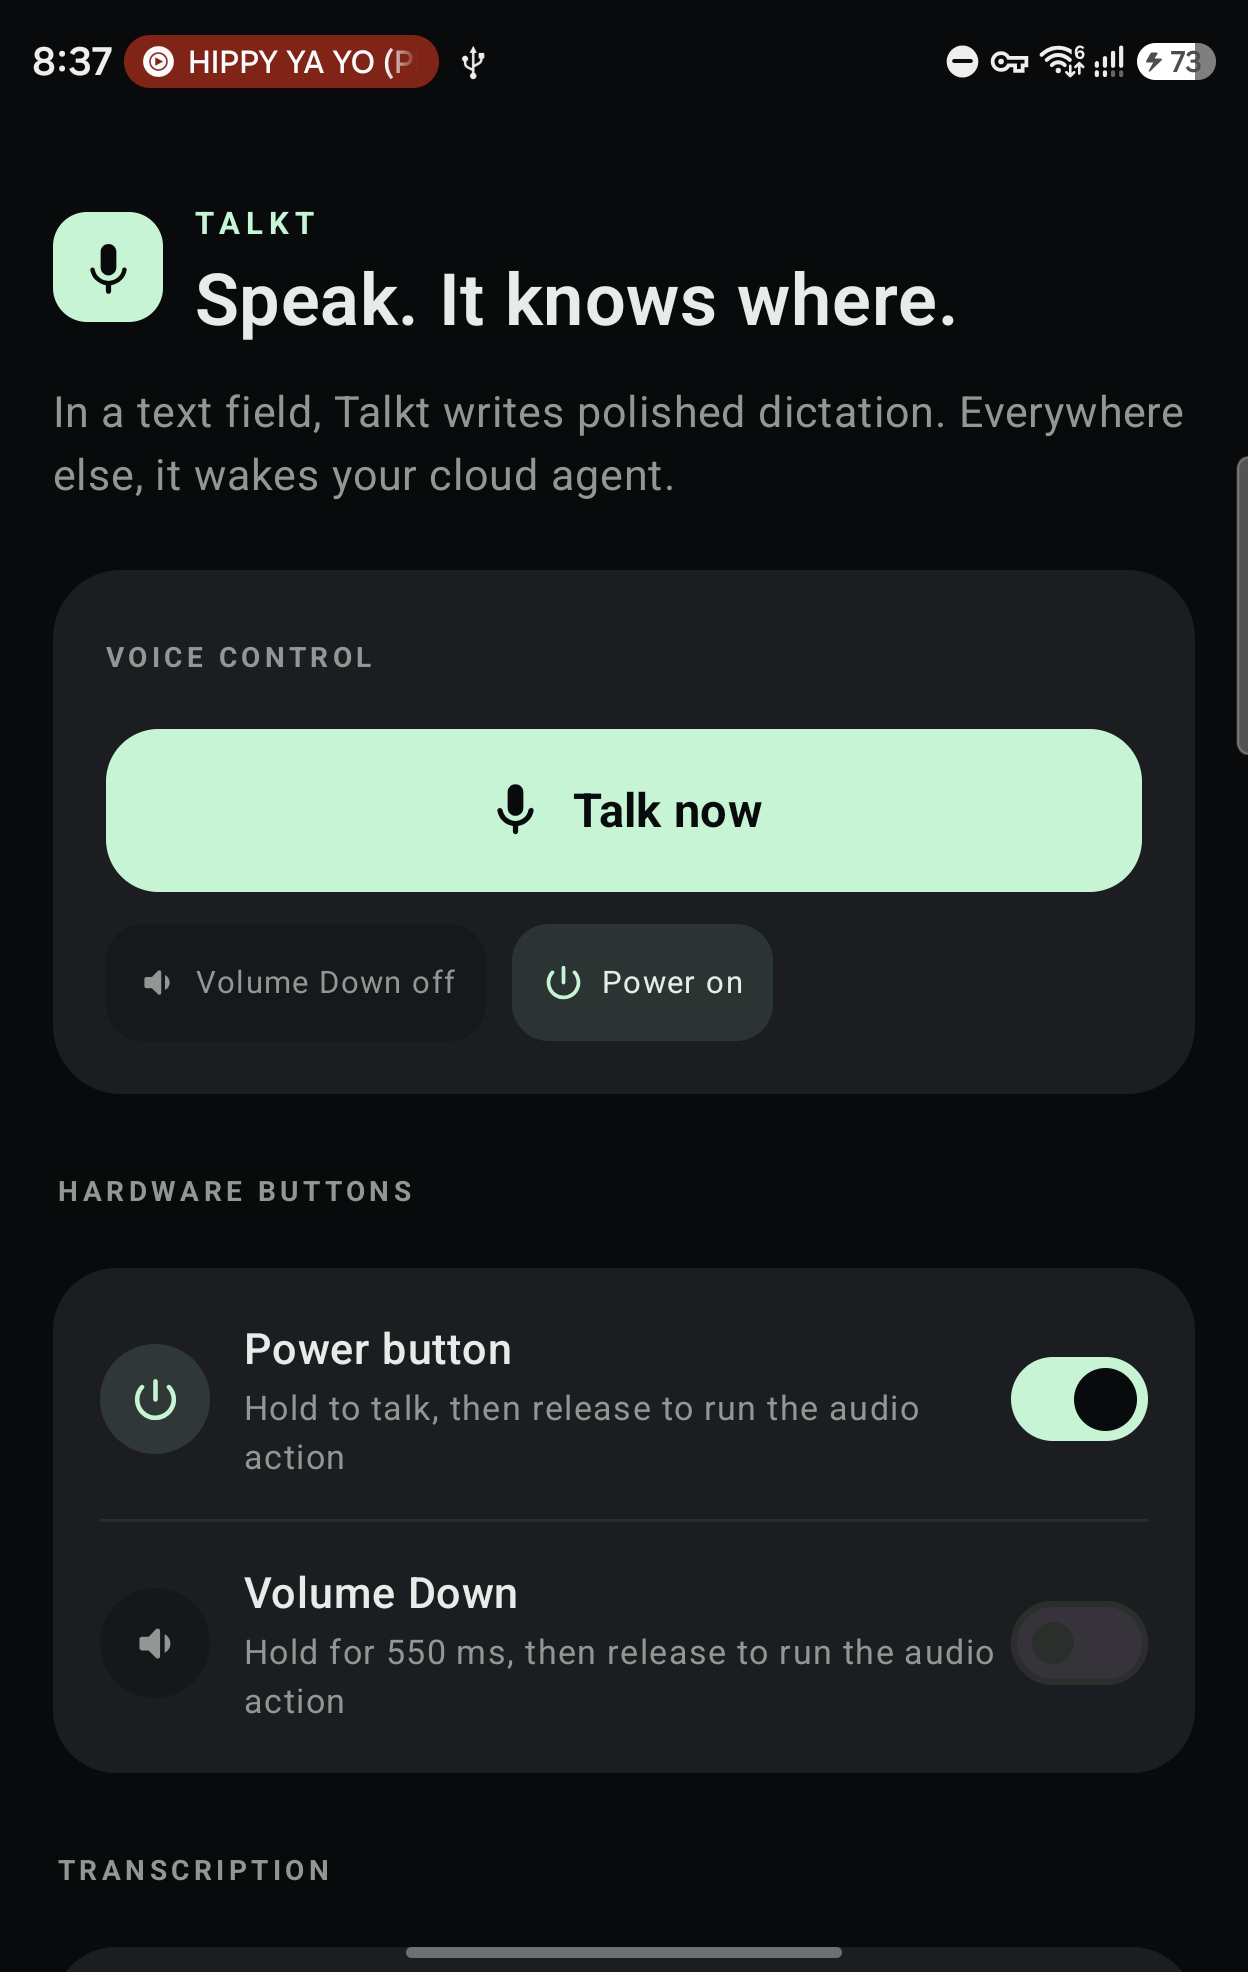 8:37 HIPPY YA YO (P 6 73
TALKT
Speak. It knows where.
In a text field, Talkt writes polished dictation. Everywhere
else, it wakes your cloud agent.
VOICE CONTROL
Talk now
Volume Down off Power on
HARDWARE BUTTONS
Power button
Hold to talk, then release to run the audio
action
Volume Down
Hold for 550 ms, then release to run the audio
action
TRANSCRIPTION